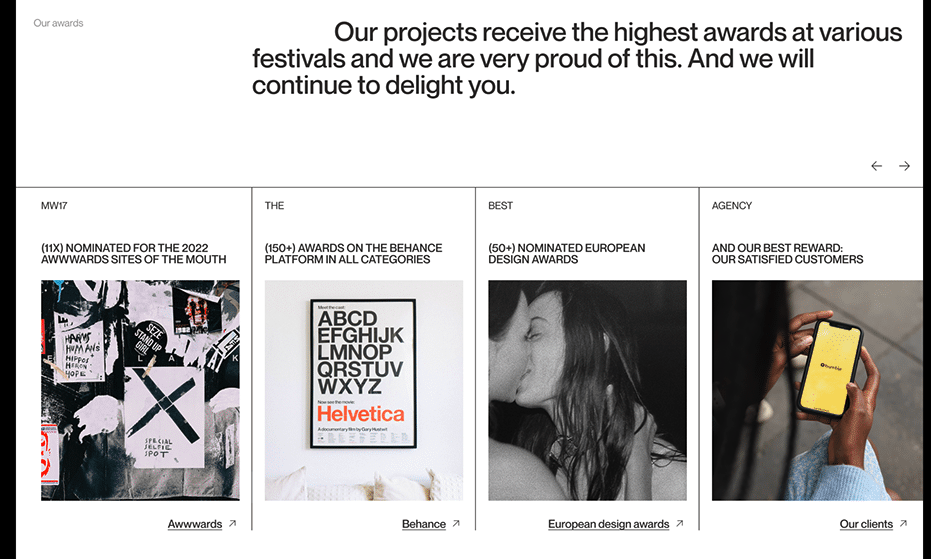 Our awards
Our projects receive the highest awards at various
festivals and we are very proud of this. And we will
continue to delight you.
MW17
THE
BEST
AGENCY
(11X) NOMINATED FOR THE 2022
AWWWARDS SITES OF THE MOUTH
(150+) AWARDS ON THE BEHANCE
PLATFORM IN ALL CATEGORIES
(50+) NOMINATED EUROPEAN
DESIGN AWARDS
AND OUR BEST REWARD:
OUR SATISFIED CUSTOMERS
SEZE
STAND UP
GIRL
HUMANS
HOPE
E L A K
SPECIAL
SELFIE
SPOT
Meet the cast:
ABCD
EFGHIJK
LMNOP
QRSTUV
WXYZ
Now see the movie:
Helvetica
A documentary film by Gary Hustwit
bumble
Awwwards
Behance
European design awards
Our clients